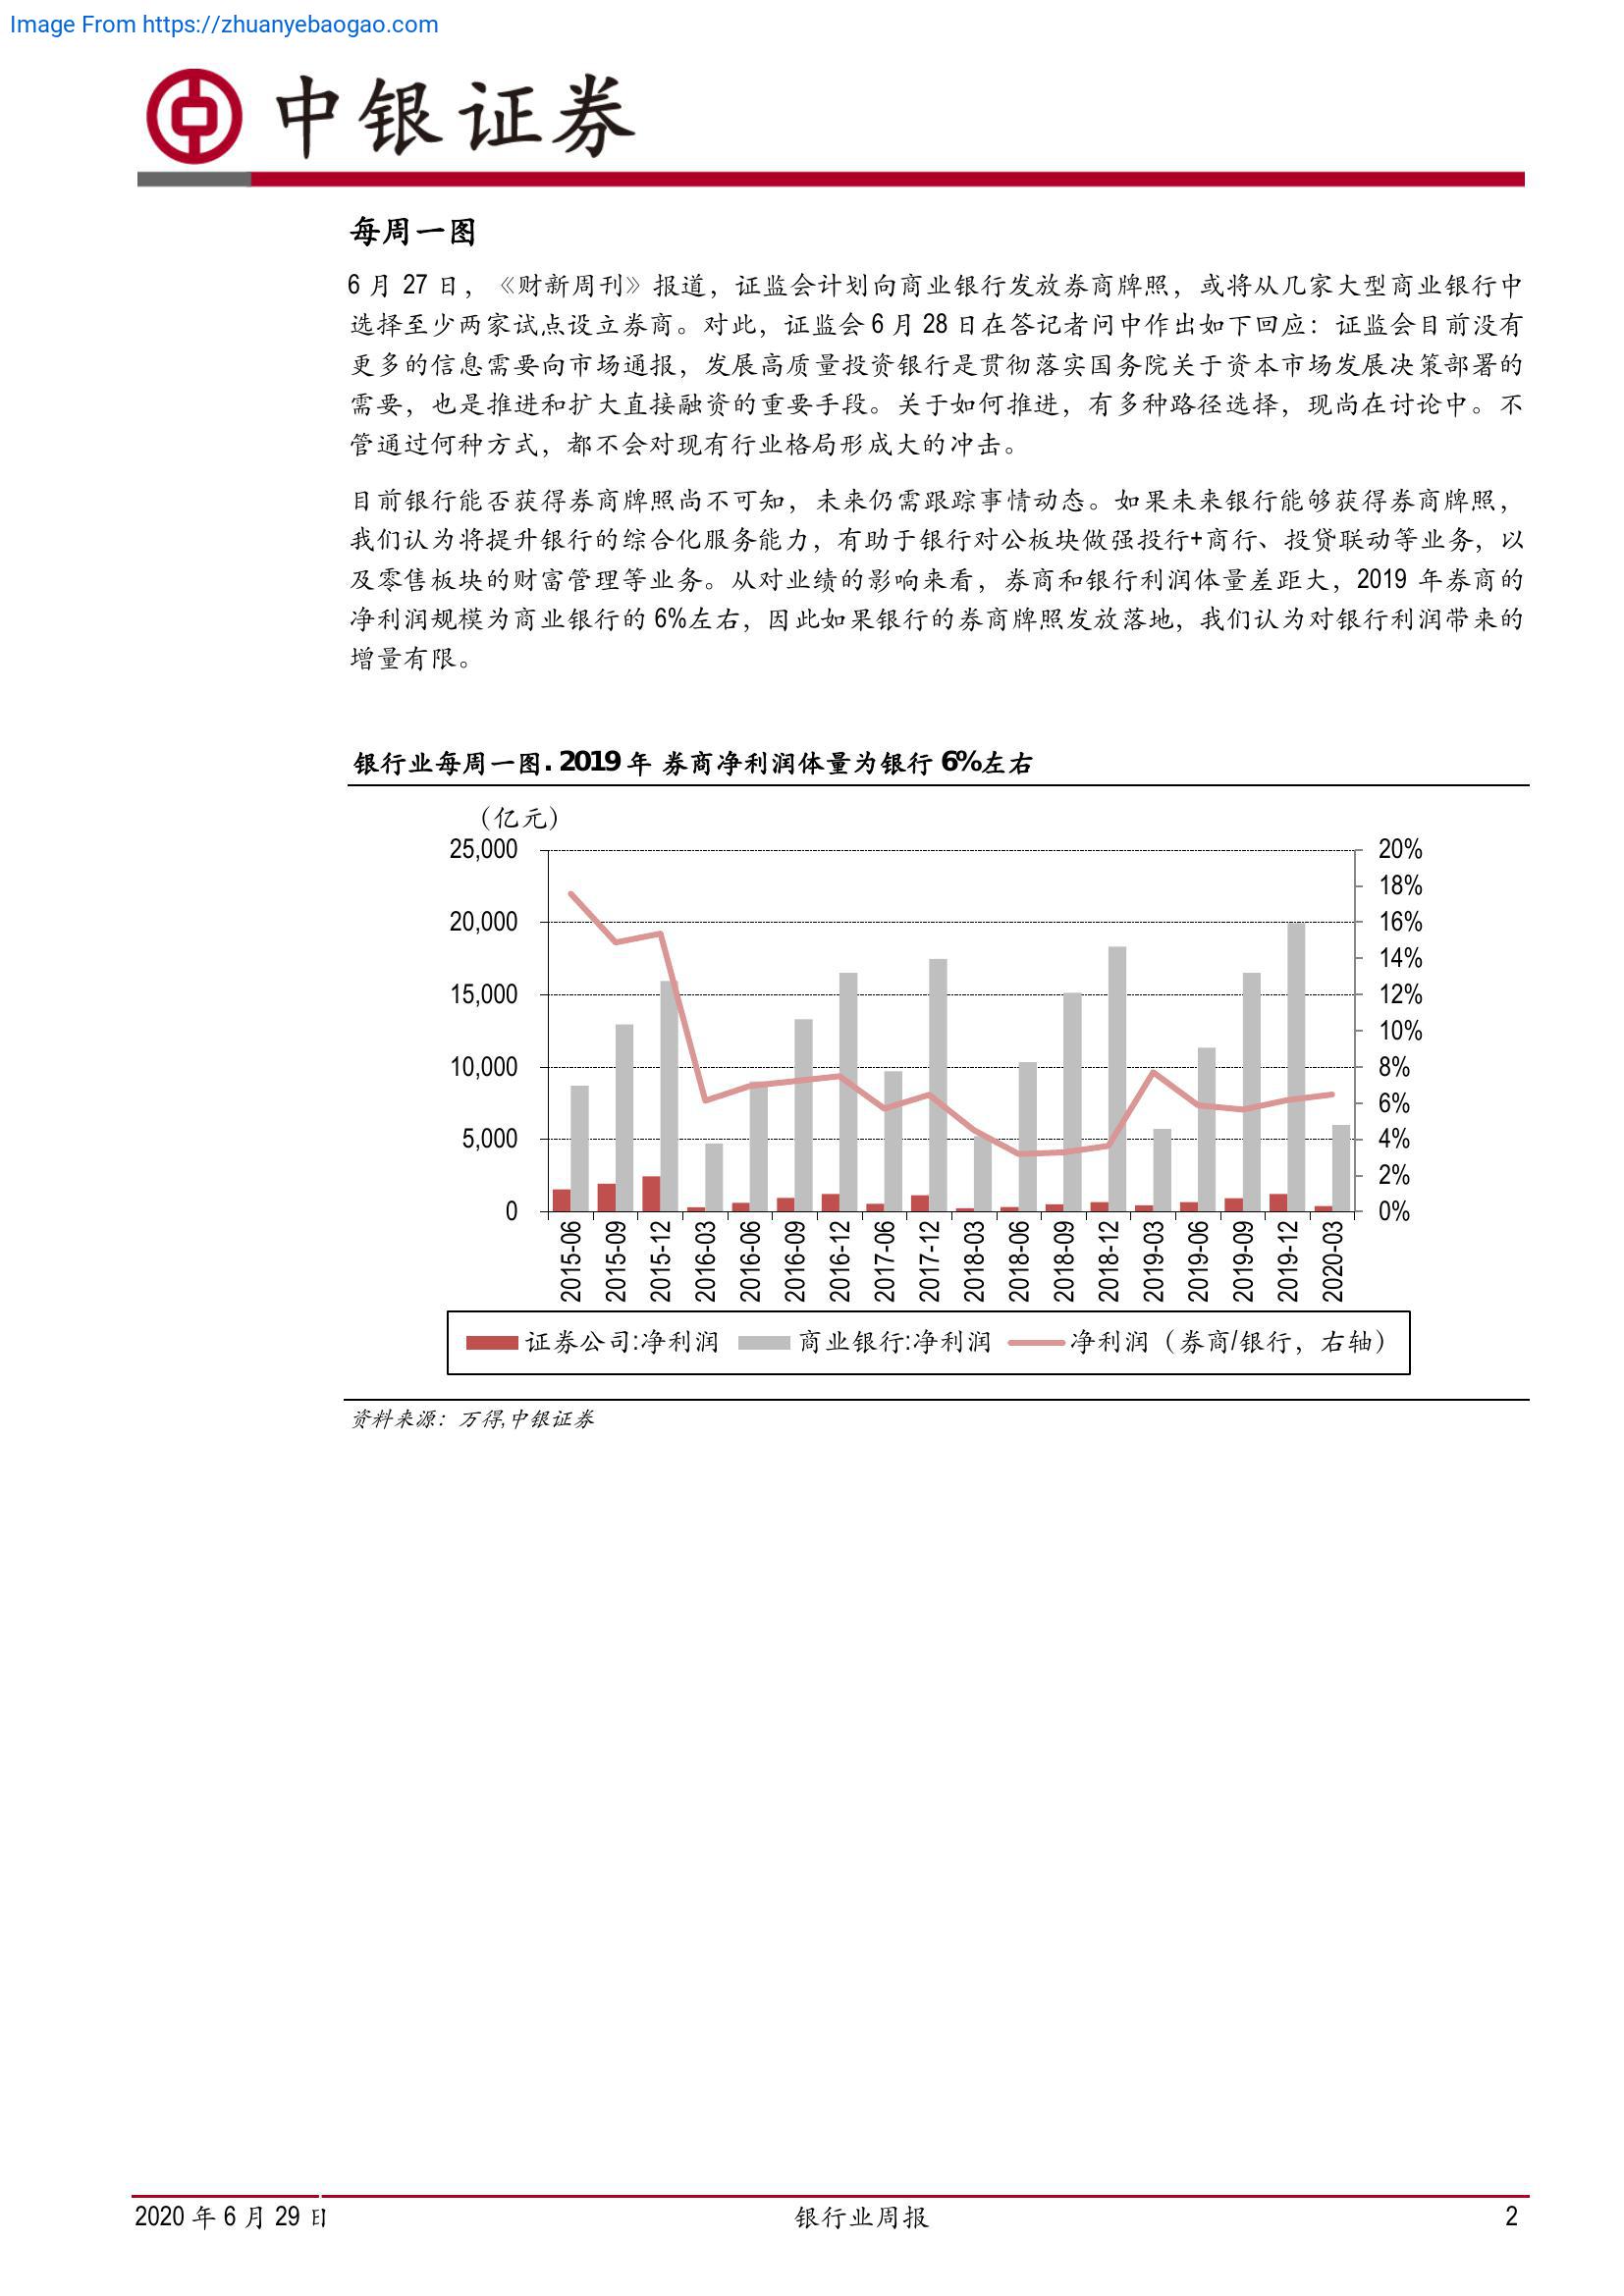 Image From https://zhuanyebaogao.com
中银证券
每周一图
6 月 27 日，《财新周刊》报道，证监会计划向商业银行发放券商牌照，或将从几家大型商业银行中
选择至少两家试点设立券商。对此，证监会 6 月 28 日在答记者问中作出如下回应：证监会目前没有
更多的信息需要向市场通报，发展高质量投资银行是贯彻落实国务院关于资本市场发展决策部署的
需要，也是推进和扩大直接融资的重要手段。关于如何推进，有多种路径选择，现尚在讨论中。不
管通过何种方式，都不会对现有行业格局形成大的冲击。
目前银行能否获得券商牌照尚不可知，未来仍需跟踪事情动态。如果未来银行能够获得券商牌照，
我们认为将提升银行的综合化服务能力，有助于银行对公板块做强投行+商行、投贷联动等业务，以
及零售板块的财富管理等业务。从对业绩的影响来看，券商和银行利润体量差距大，2019 年券商的
净利润规模为商业银行的 6%左右，因此如果银行的券商牌照发放落地，我们认为对银行利润带来的
增量有限。
银行业每周一图. 2019 年 券商净利润体量为银行 6%左右
（亿元）
25,000
20,000
15,000
10,000
5,000
0
20%
18%
16%
14%
12%
10%
8%
6%
4%
2%
0%
2015-06
2015-09
2015-12
2016-03
2016-06
2016-09
2016-12
2017-06
2017-12
2018-03
2018-06
2018-09
2018-12
2019-03
2019-06
2019-09
2019-12
2020-03
证券公司:净利润 商业银行:净利润 净利润（券商/银行，右轴）
资料来源：万得,中银证券
2020 年 6 月 29 日 银行业周报 2